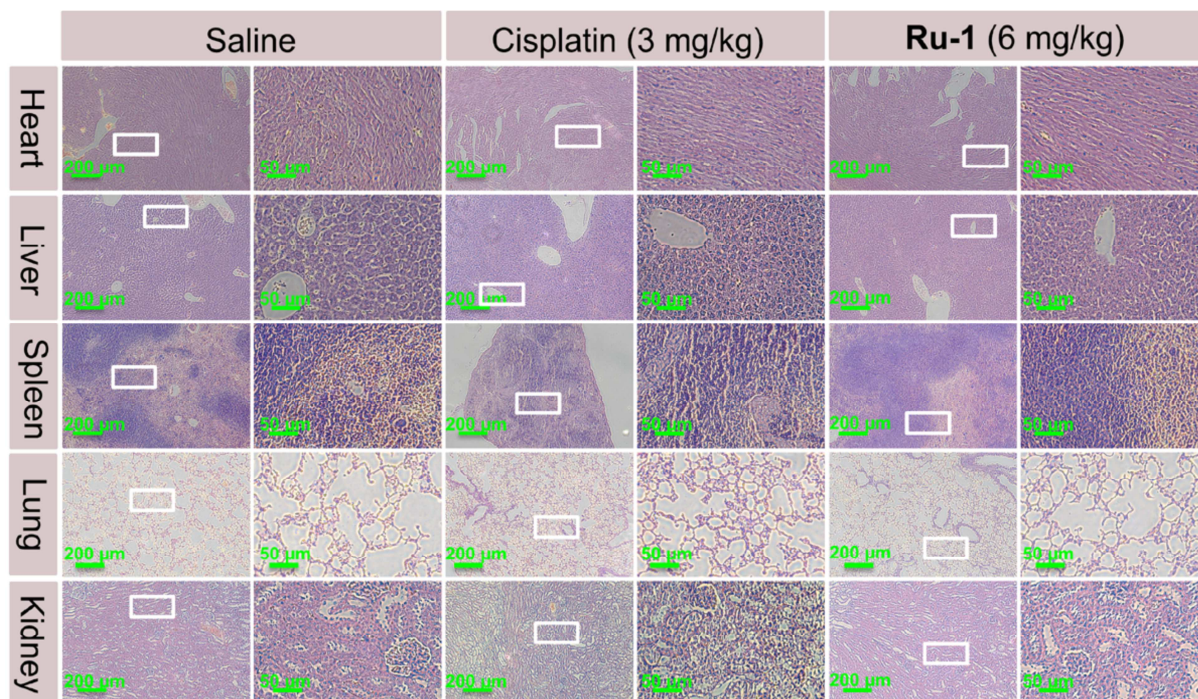 Saline Cisplatin (3 mg/kg) Ru-1 (6 mg/kg)
Heart
200 µm 50 µm 200 µm 50 µm 200 µm 50 µm
Liver
200 µm 50 µm 200 µm 50 µm 200 µm 50 µm
Spleen
200 µm 50 µm 200 µm 50 µm 200 µm 50 µm
Lung
200 µm 50 µm 200 µm 50 µm 200 µm 50 µm
Kidney
200 µm 50 µm 200 µm 50 µm 200 µm 50 µm